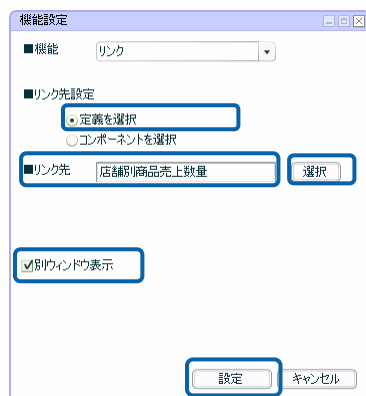 機能設定
■機能 リンク
■リンク先設定
定義を選択
コンポーネントを選択
■リンク先 店舗別商品売上数量 選択
別ウィンドウ表示
設定 キャンセル